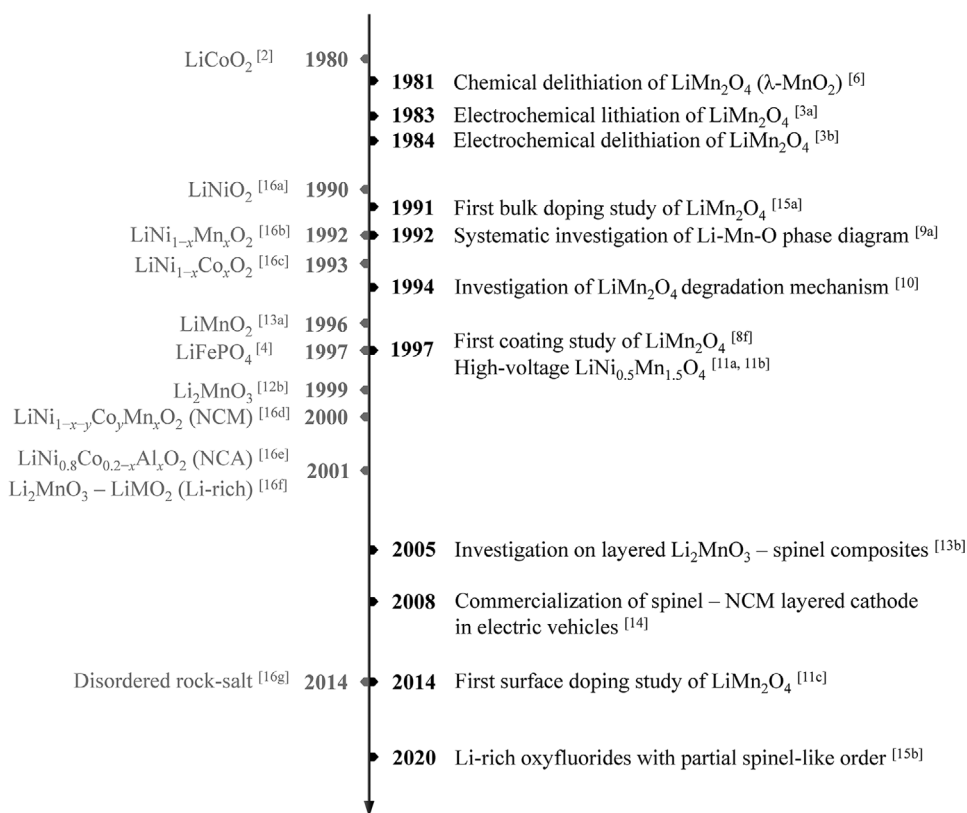 LiCoO₂ [2] 1980
1981 Chemical delithiation of LiMn₂O₄ (λ-MnO₂) [6]
1983 Electrochemical lithiation of LiMn₂O₄ [3a]
1984 Electrochemical delithiation of LiMn₂O₄ [3b]
LiNiO₂ [16a] 1990
1991 First bulk doping study of LiMn₂O₄ [15a]
LiNi₁₋ₓMnₓO₂ [16b] 1992 1992 Systematic investigation of Li-Mn-O phase diagram [9a]
LiNi₁₋ₓCoₓO₂ [16c] 1993
1994 Investigation of LiMn₂O₄ degradation mechanism [10]
LiMnO₂ [13a] 1996
LiFePO₄ [4] 1997 1997 First coating study of LiMn₂O₄ [8f]
High-voltage LiNi₀.₅Mn₁.₅O₄ [11a, 11b]
Li₂MnO₃ [12b] 1999
LiNi₁₋ₓ₋yCoyMnₓO₂ (NCM) [16d] 2000
LiNi₀.₈Co₀.₂₋ₓAlₓO₂ (NCA) [16e]
2001
Li₂MnO₃ – LiMO₂ (Li-rich) [16f]
2005 Investigation on layered Li₂MnO₃ – spinel composites [13b]
2008 Commercialization of spinel – NCM layered cathode
in electric vehicles [14]
Disordered rock-salt [16g] 2014 2014 First surface doping study of LiMn₂O₄ [11c]
2020 Li-rich oxyfluorides with partial spinel-like order [15b]